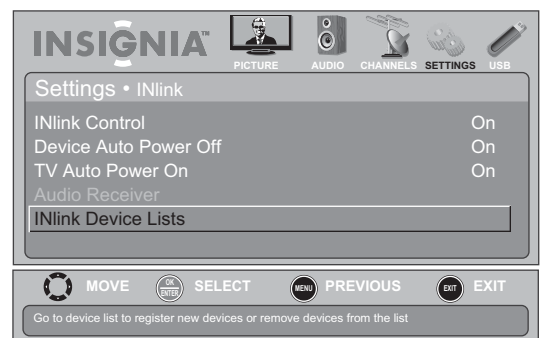 INSIGNIA™
PICTURE AUDIO CHANNELS SETTINGS USB
Settings • INlink
INlink Control On
Device Auto Power Off On
TV Auto Power On On
Audio Receiver
INlink Device Lists
MOVE OK ENTER SELECT MENU PREVIOUS EXIT EXIT
Go to device list to register new devices or remove devices from the list